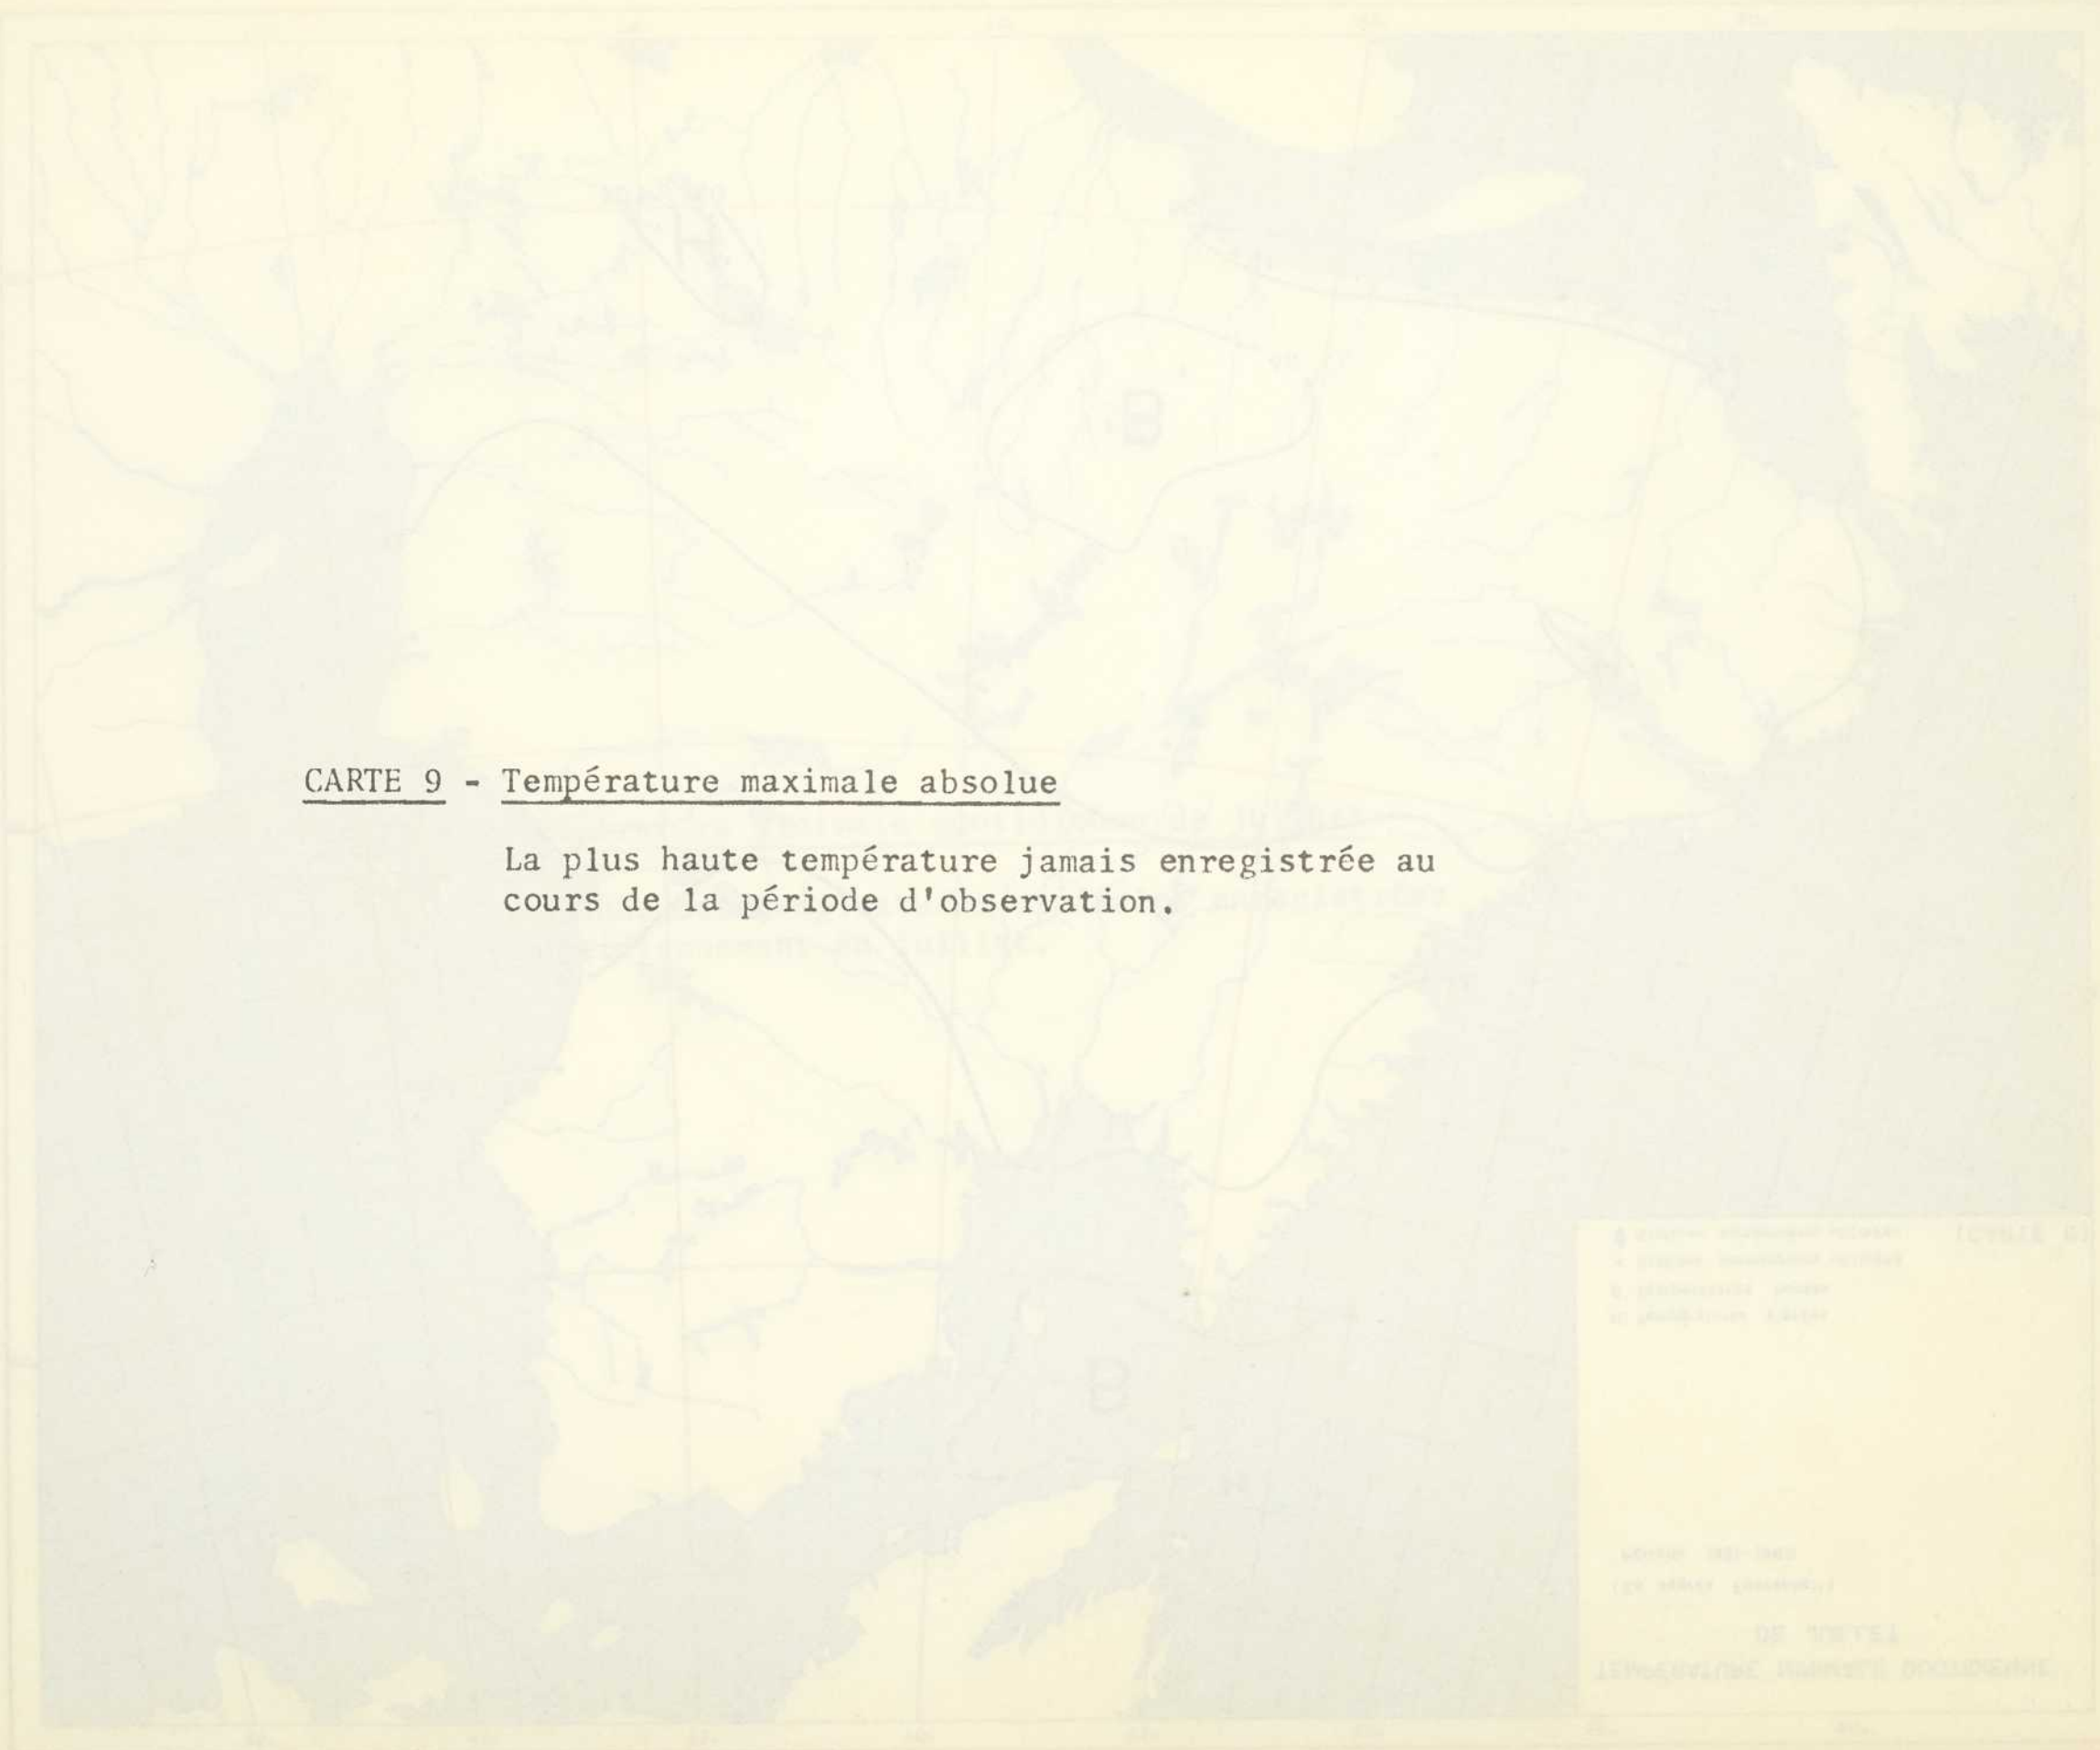 CARTE 9 - Température maximale absolue
La plus haute température jamais enregistrée au
cours de la période d'observation.